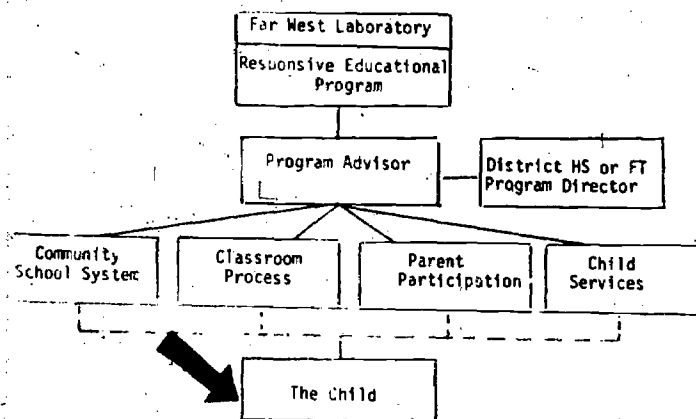 Far West Laboratory
Responsive Educational
Program
Program Advisor
District HS or FT
Program Director
Community
School System
Classroom
Process
Parent
Participation
Child
Services
The Child